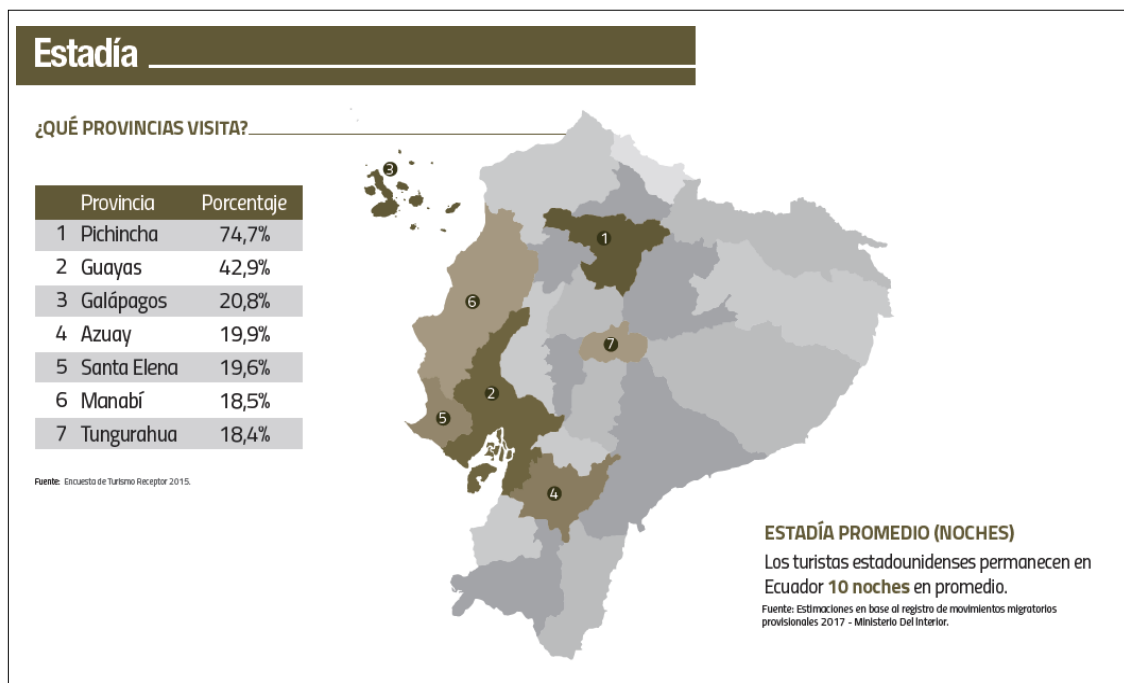 Estadía
¿QUÉ PROVINCIAS VISITA?
Provincia Porcentaje
1 Pichincha 74,7%
2 Guayas 42,9%
3 Galápagos 20,8%
4 Azuay 19,9%
5 Santa Elena 19,6%
6 Manabí 18,5%
7 Tungurahua 18,4%
Fuente: Encuesta de Turismo Receptor 2015.
3
1
6
7
2
5
4
ESTADÍA PROMEDIO (NOCHES)
Los turistas estadounidenses permanecen en
Ecuador 10 noches en promedio.
Fuente: Estimaciones en base al registro de movimientos migratorios
provisionales 2017 - Ministerio Del Interior.